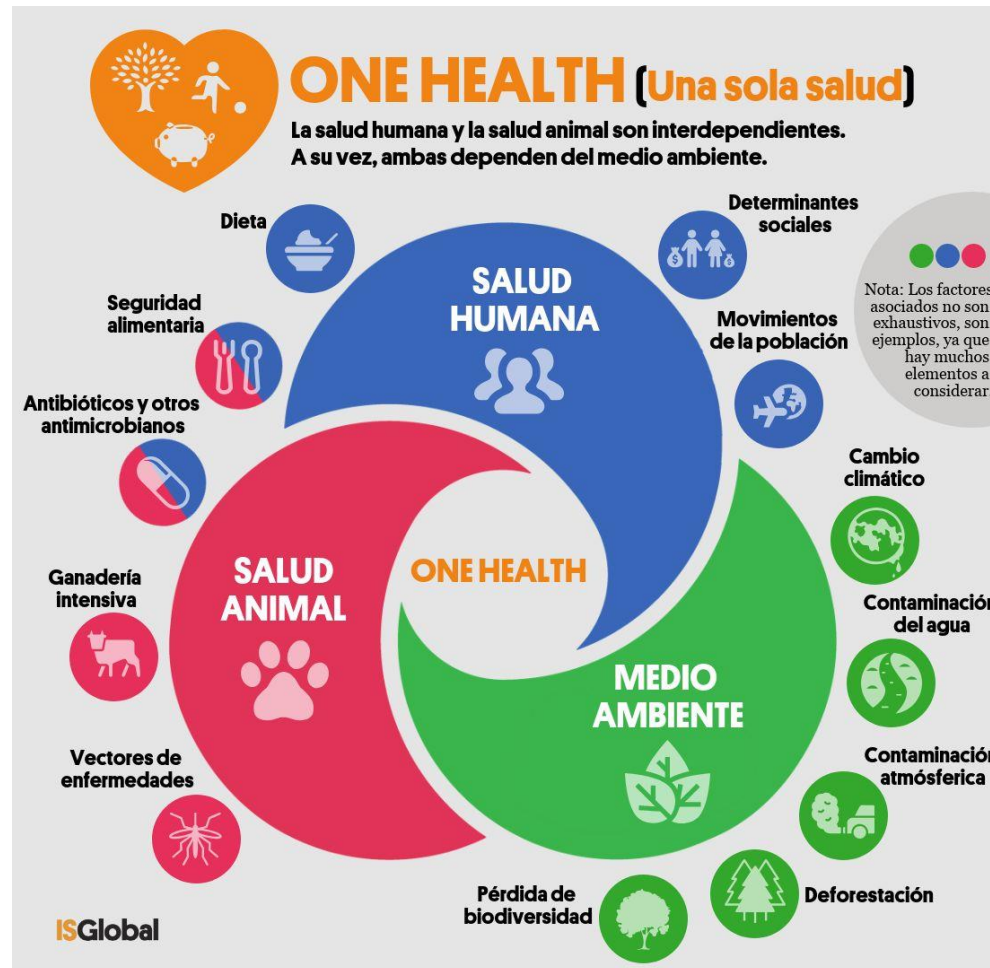 ONE HEALTH (Una sola salud)
La salud humana y la salud animal son interdependientes.
A su vez, ambas dependen del medio ambiente.
Dieta
Determinantes
sociales
Seguridad
alimentaria
SALUD
HUMANA
Movimientos
de la población
Nota: Los factores
asociados no son
exhaustivos, son
ejemplos, ya que
hay muchos
elementos a
considerar
Antibióticos y otros
antimicrobianos
Cambio
climático
Ganadería
intensiva
SALUD
ANIMAL
ONE HEALTH
Contaminación
del agua
MEDIO
AMBIENTE
Vectores de
enfermedades
Contaminación
atmósferica
Pérdida de
biodiversidad
Deforestación
ISGlobal